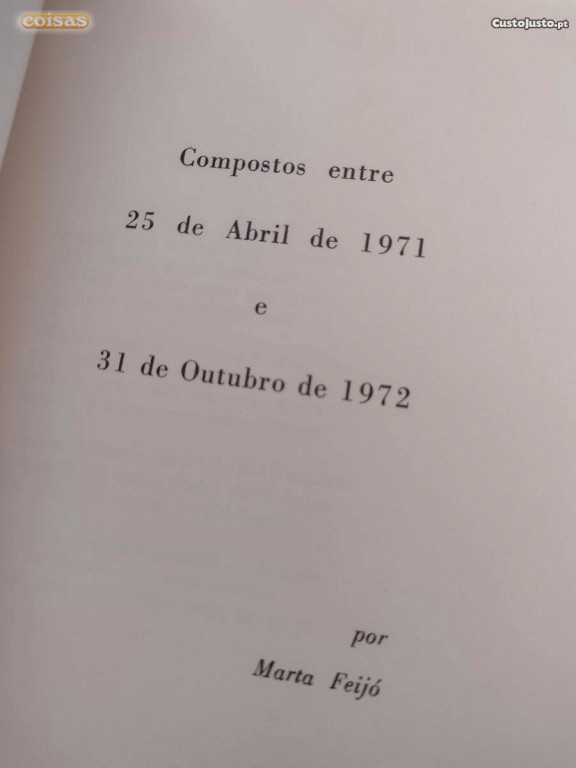 coisas
CustoJusto.pt
Compostos entre
25 de Abril de 1971
e
31 de Outubro de 1972
por
Marta Feijó